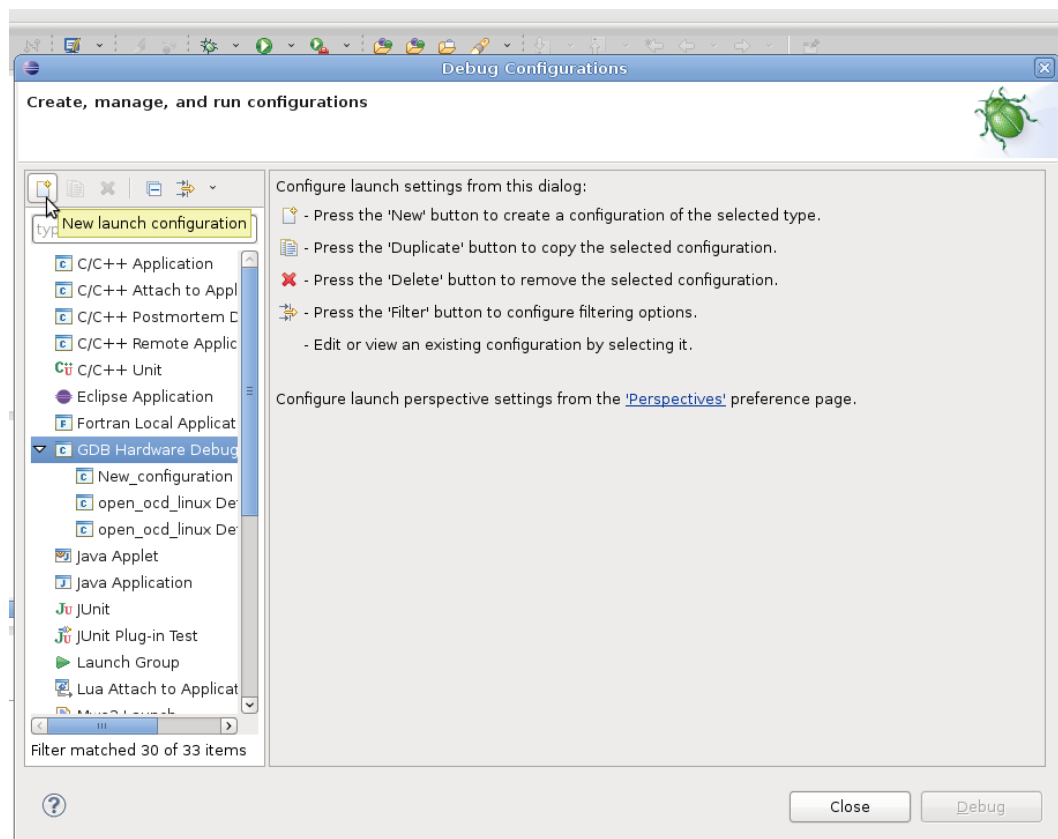 Debug Configurations
Create, manage, and run configurations
New launch configuration
typ
C/C++ Application
C/C++ Attach to Appl
C/C++ Postmortem D
C/C++ Remote Applic
C/C++ Unit
Eclipse Application
Fortran Local Applicat
GDB Hardware Debug
New_configuration
open_ocd_linux De
open_ocd_linux De
Java Applet
Java Application
JUnit
JUnit Plug-in Test
Launch Group
Lua Attach to Applicat
Filter matched 30 of 33 items
Configure launch settings from this dialog:
- Press the 'New' button to create a configuration of the selected type.
- Press the 'Duplicate' button to copy the selected configuration.
- Press the 'Delete' button to remove the selected configuration.
- Press the 'Filter' button to configure filtering options.
- Edit or view an existing configuration by selecting it.
Configure launch perspective settings from the 'Perspectives' preference page.
Close
Debug